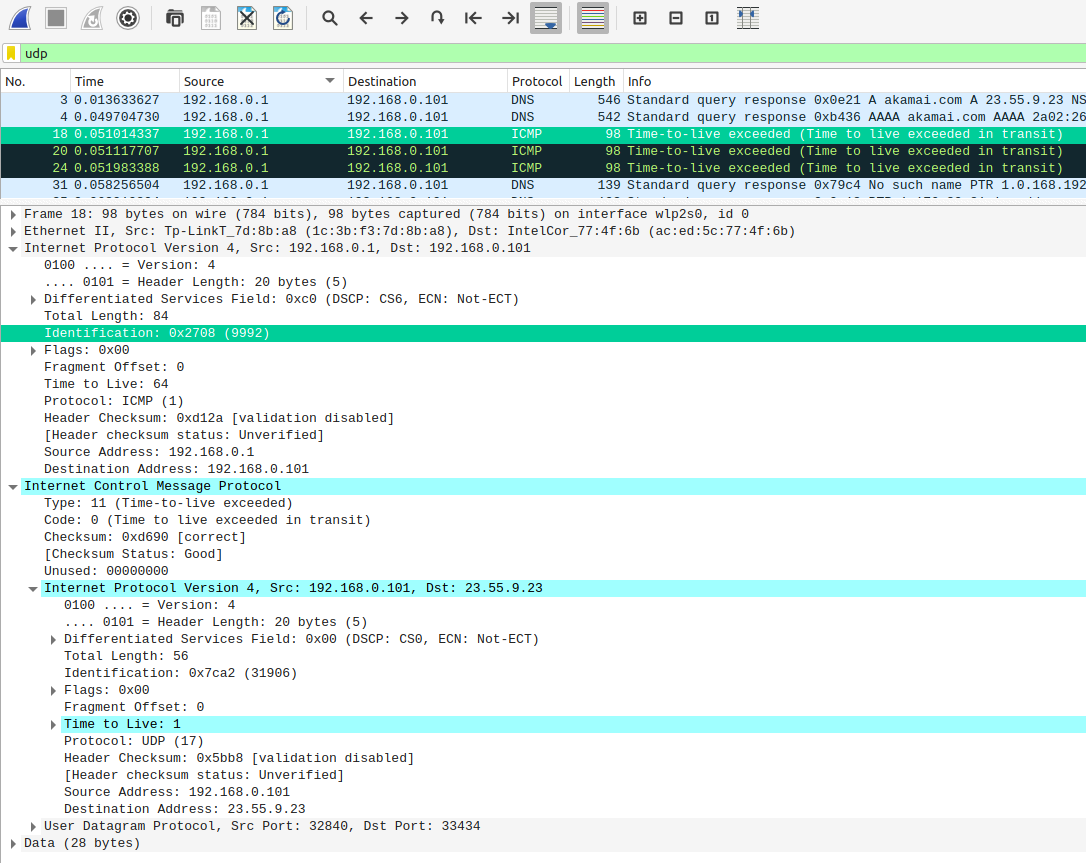 udp
No. Time Source Destination Protocol Length Info
3 0.013633627 192.168.0.1 192.168.0.101 DNS 546 Standard query response 0x0e21 A akamai.com A 23.55.9.23 NS
4 0.049704730 192.168.0.1 192.168.0.101 DNS 542 Standard query response 0xb436 AAAA akamai.com AAAA 2a02:26
18 0.051014337 192.168.0.1 192.168.0.101 ICMP 98 Time-to-live exceeded (Time to live exceeded in transit)
20 0.051117707 192.168.0.1 192.168.0.101 ICMP 98 Time-to-live exceeded (Time to live exceeded in transit)
24 0.051983388 192.168.0.1 192.168.0.101 ICMP 98 Time-to-live exceeded (Time to live exceeded in transit)
31 0.058256504 192.168.0.1 192.168.0.101 DNS 139 Standard query response 0x79c4 No such name PTR 1.0.168.192
Frame 18: 98 bytes on wire (784 bits), 98 bytes captured (784 bits) on interface wlp2s0, id 0
Ethernet II, Src: Tp-LinkT_7d:8b:a8 (1c:3b:f3:7d:8b:a8), Dst: IntelCor_77:4f:6b (ac:ed:5c:77:4f:6b)
Internet Protocol Version 4, Src: 192.168.0.1, Dst: 192.168.0.101
0100 .... = Version: 4
.... 0101 = Header Length: 20 bytes (5)
Differentiated Services Field: 0xc0 (DSCP: CS6, ECN: Not-ECT)
Total Length: 84
Identification: 0x2708 (9992)
Flags: 0x00
Fragment Offset: 0
Time to Live: 64
Protocol: ICMP (1)
Header Checksum: 0xd12a [validation disabled]
[Header checksum status: Unverified]
Source Address: 192.168.0.1
Destination Address: 192.168.0.101
Internet Control Message Protocol
Type: 11 (Time-to-live exceeded)
Code: 0 (Time to live exceeded in transit)
Checksum: 0xd690 [correct]
[Checksum Status: Good]
Unused: 00000000
Internet Protocol Version 4, Src: 192.168.0.101, Dst: 23.55.9.23
0100 .... = Version: 4
.... 0101 = Header Length: 20 bytes (5)
Differentiated Services Field: 0x00 (DSCP: CS0, ECN: Not-ECT)
Total Length: 56
Identification: 0x7ca2 (31906)
Flags: 0x00
Fragment Offset: 0
Time to Live: 1
Protocol: UDP (17)
Header Checksum: 0x5bb8 [validation disabled]
[Header checksum status: Unverified]
Source Address: 192.168.0.101
Destination Address: 23.55.9.23
User Datagram Protocol, Src Port: 32840, Dst Port: 33434
Data (28 bytes)